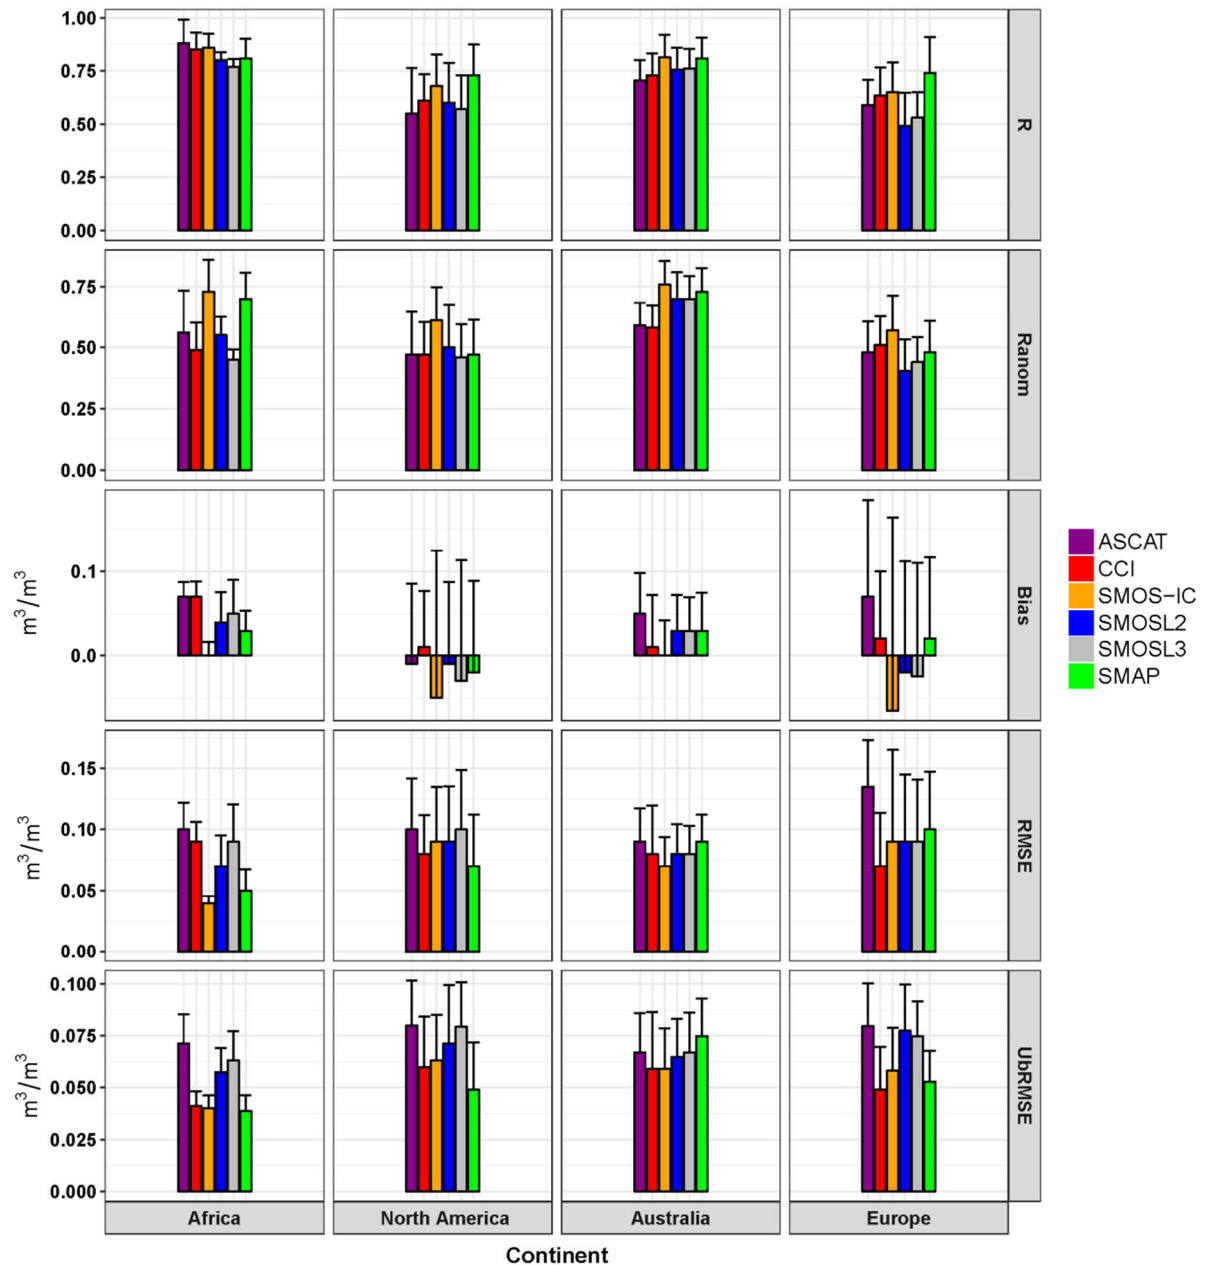 1.00
0.75
0.50
0.25
0.00
R
0.75
0.50
0.25
0.00
Ranom
0.1
0.0
m³/m³
Bias
0.15
0.10
0.05
0.00
m³/m³
RMSE
0.100
0.075
0.050
0.025
0.000
m³/m³
UbRMSE
Africa
North America
Australia
Europe
Continent
ASCAT
CCI
SMOS−IC
SMOSL2
SMOSL3
SMAP